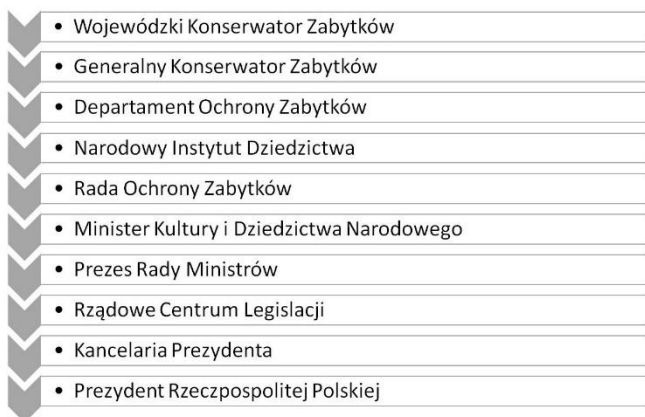 • Wojewódzki Konserwator Zabytków
• Generalny Konserwator Zabytków
• Departament Ochrony Zabytków
• Narodowy Instytut Dziedzictwa
• Rada Ochrony Zabytków
• Minister Kultury i Dziedzictwa Narodowego
• Prezes Rady Ministrów
• Rządowe Centrum Legislacji
• Kancelaria Prezydenta
• Prezydent Rzeczpospolitej Polskiej